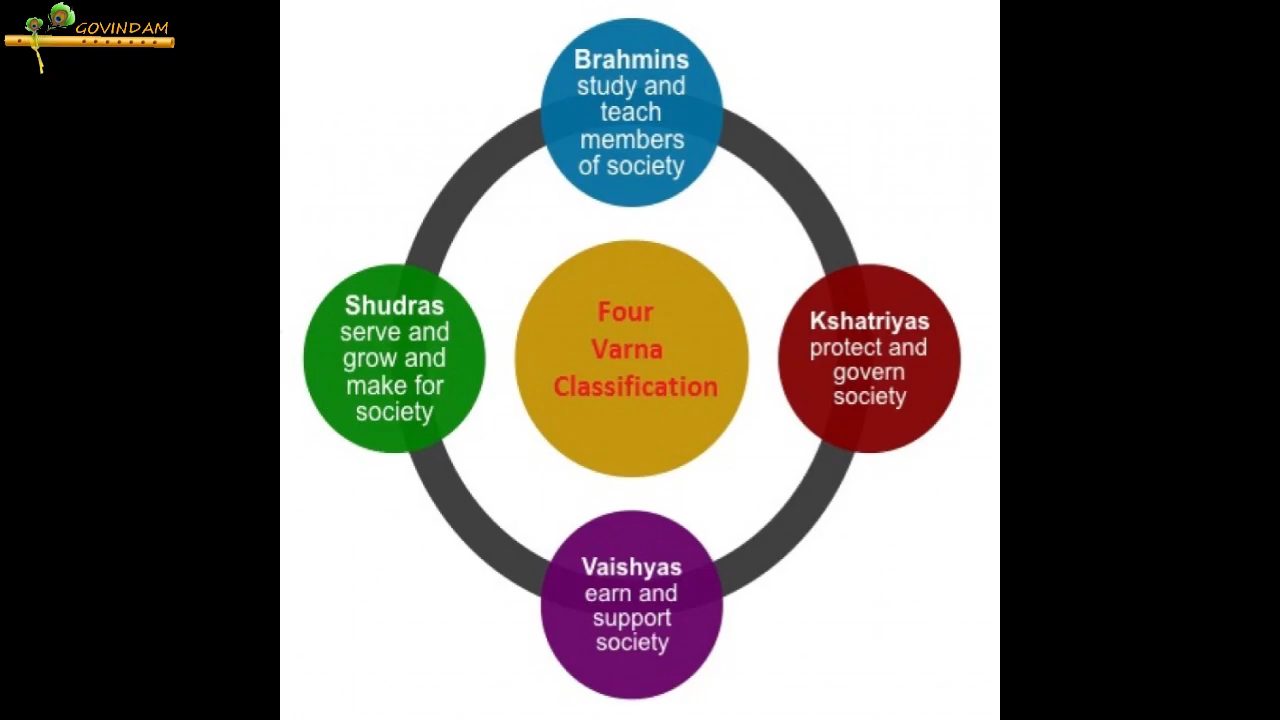 GOVINDAM
Brahmins
study and
teach
members
of society
Shudras
serve and
grow and
make for
society
Four
Varna
Classification
Kshatriyas
protect and
govern
society
Vaishyas
earn and
support
society